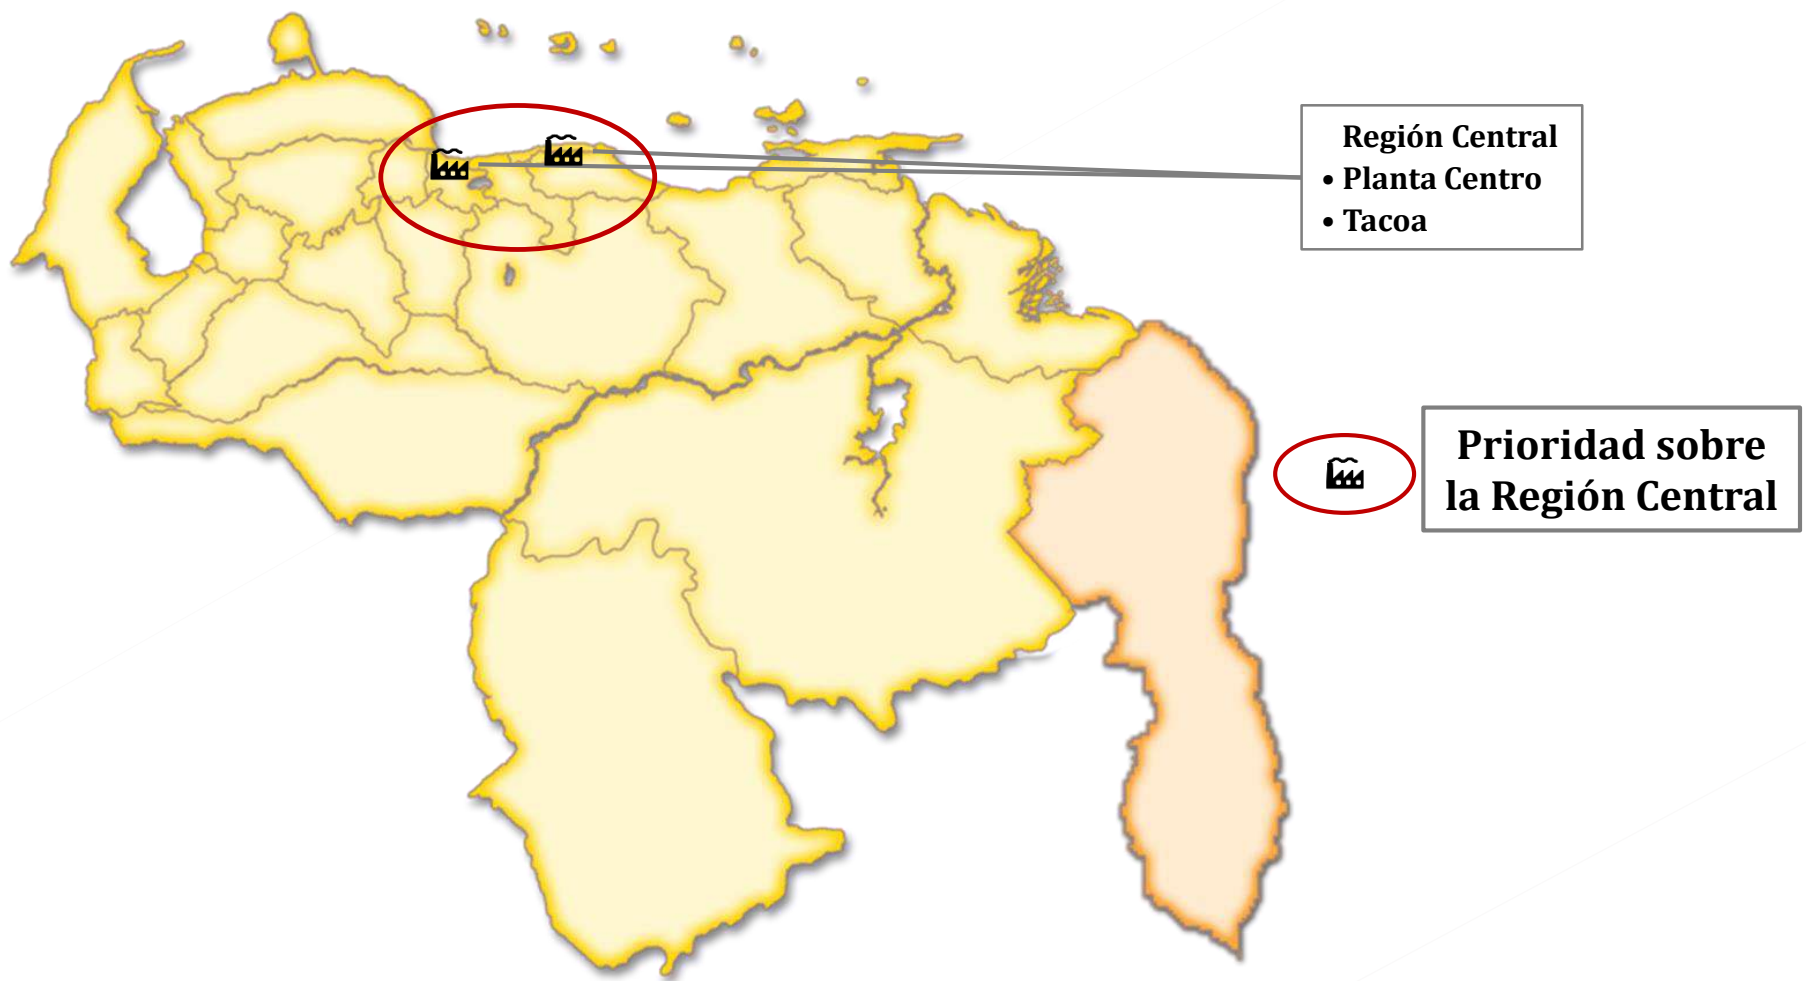 Región Central
• Planta Centro
• Tacoa
Prioridad sobre
la Región Central